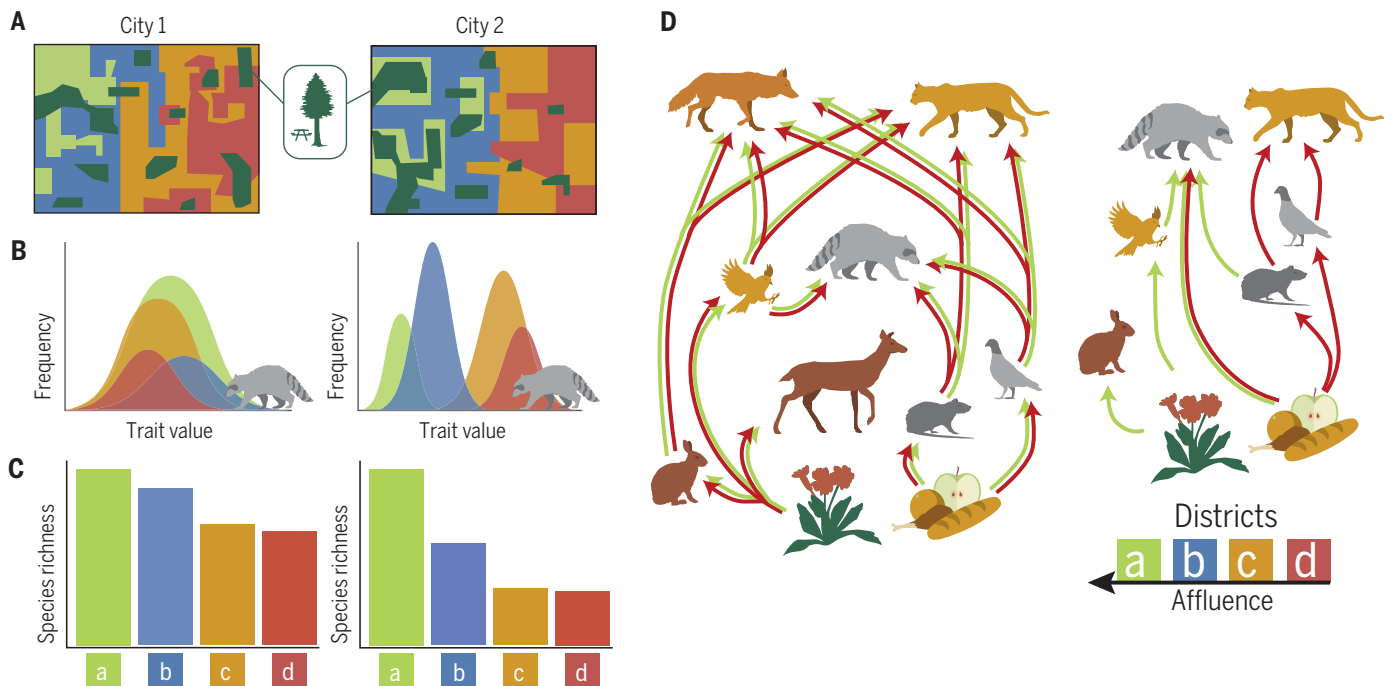 A
City 1
City 2
B
Frequency
Trait value
Frequency
Trait value
C
Species richness
a
b
c
d
Species richness
a
b
c
d
D
Districts
a
b
c
d
Affluence